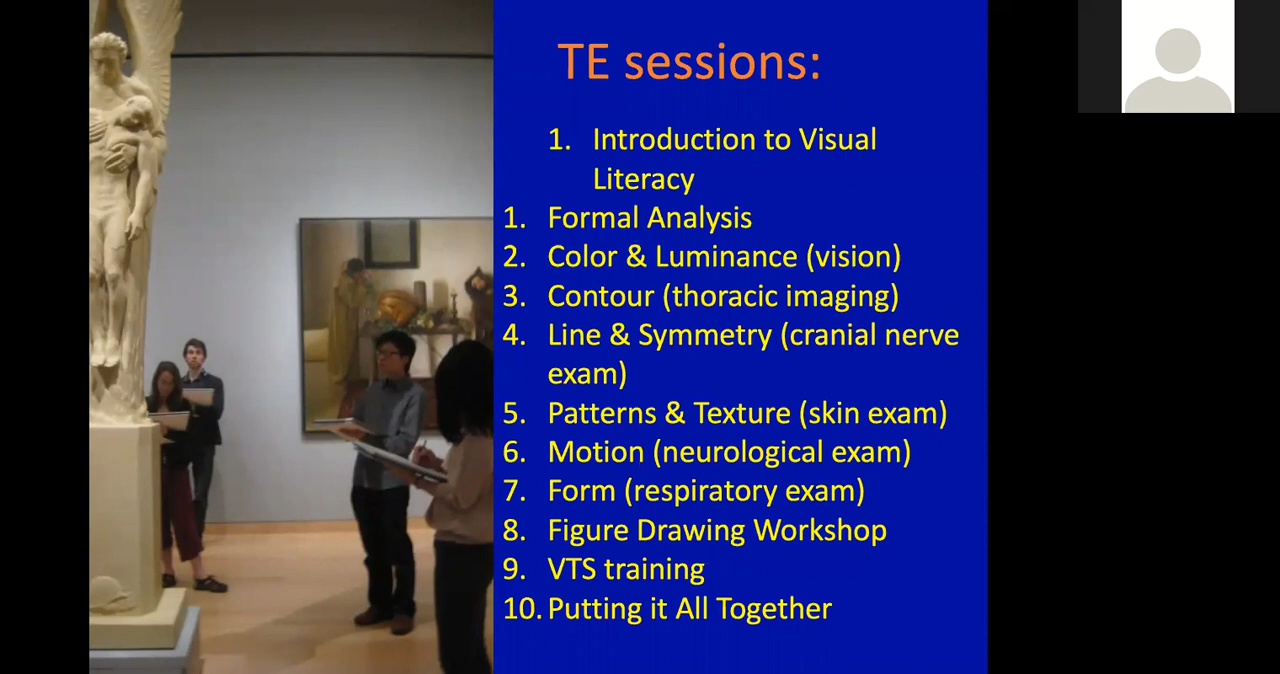 TE sessions:
1. Introduction to Visual
Literacy
1. Formal Analysis
2. Color & Luminance (vision)
3. Contour (thoracic imaging)
4. Line & Symmetry (cranial nerve
exam)
5. Patterns & Texture (skin exam)
6. Motion (neurological exam)
7. Form (respiratory exam)
8. Figure Drawing Workshop
9. VTS training
10. Putting it All Together